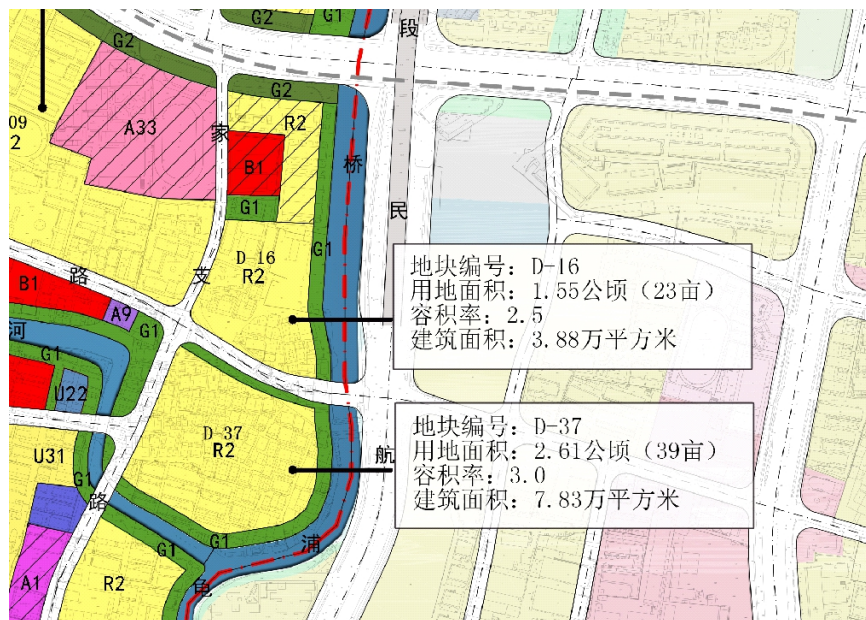 G2
G1
段
G2
G2
09
2
A33
家
R2
B1
桥
G1
民
G1
D-16
R2
路
芰
B1
A9
G1
河
G1
U22
地块编号: D-16
用地面积: 1.55公顷（23亩）
容积率: 2.5
建筑面积: 3.88万平方米
D-37
R2
地块编号: D-37
用地面积: 2.61公顷（39亩）
容积率: 3.0
建筑面积: 7.83万平方米
航
U31
G1
路
G1
G1
浦
A1
R2
龟